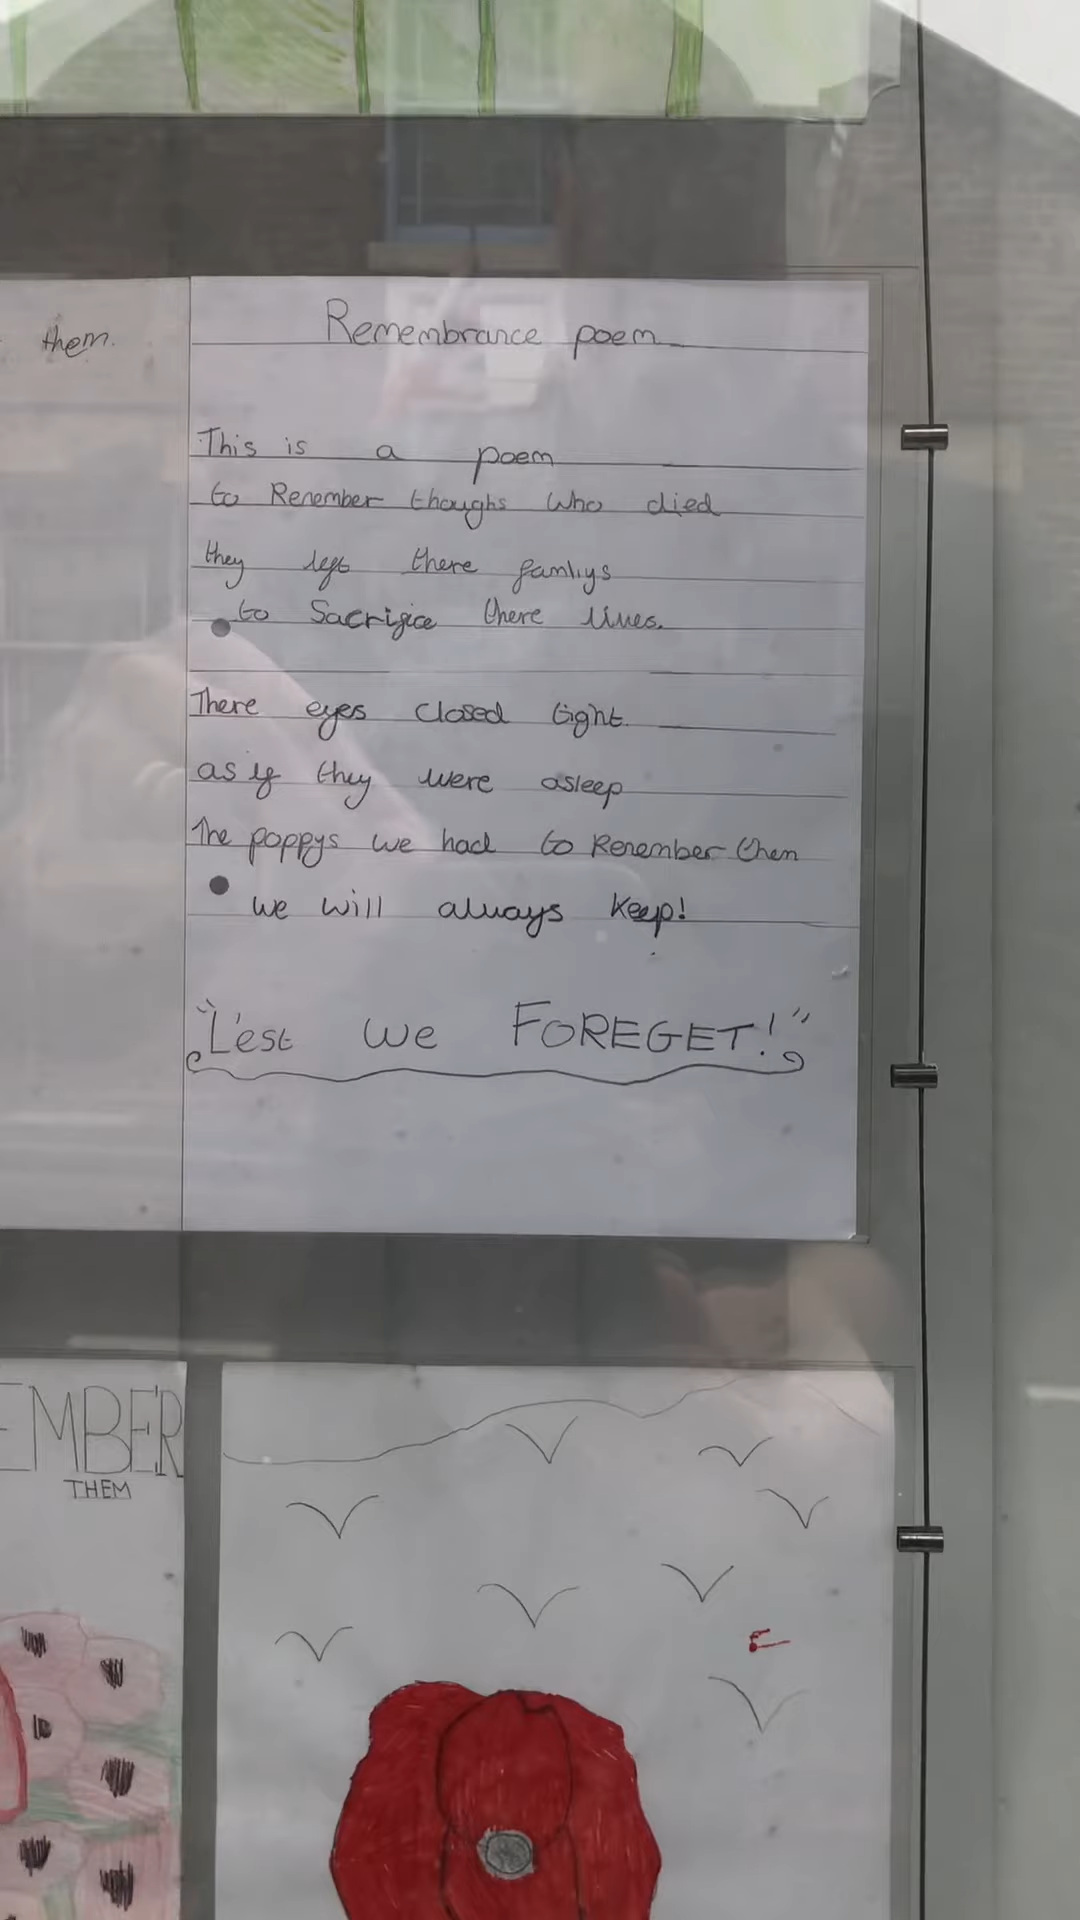 them.
Remembrance poem
This is a poem
to Remember thoughs who died
they left there famliys
to Sacrifice there lives.
There eyes closed tight.
as if they were asleep
The poppys we had to Remember them
we will always keep!
"Lest we FOREGET!"
EMBER
THEM